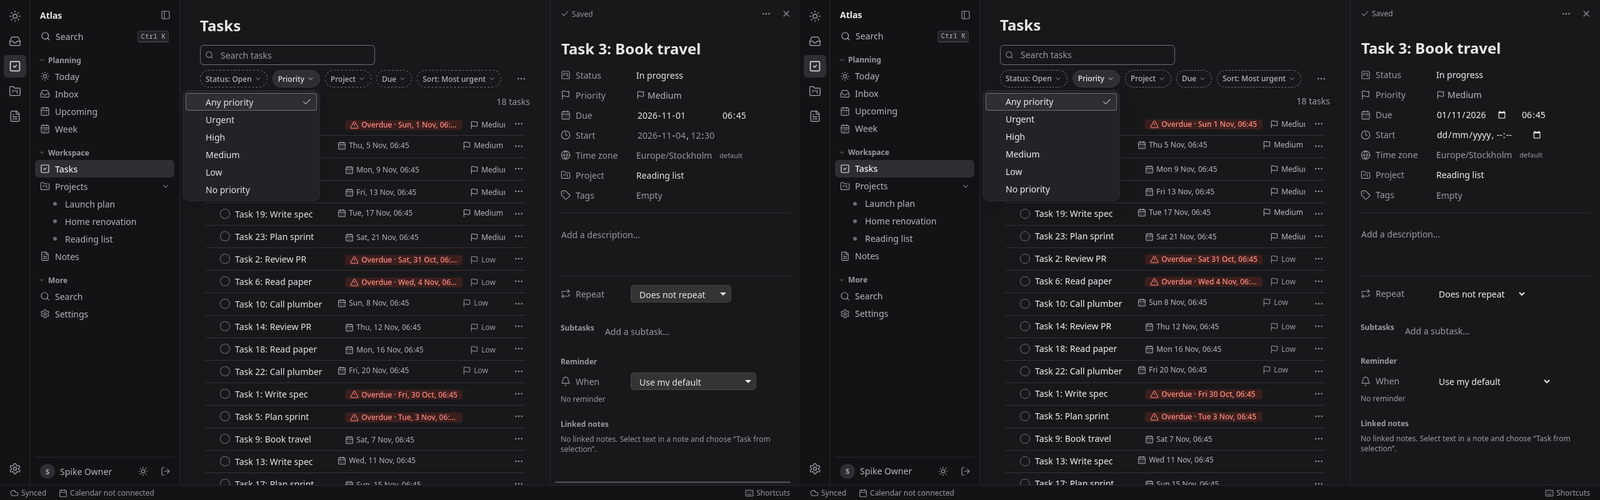 Atlas
Search
Ctrl K
Planning
Today
Inbox
Upcoming
Week
Workspace
Tasks
Projects
Launch plan
Home renovation
Reading list
Notes
More
Search
Settings
S Spike Owner
Synced
Calendar not connected
Tasks
Search tasks
Status: Open
Priority
Project
Due
Sort: Most urgent
18 tasks
Any priority
Urgent
High
Medium
Low
No priority
Overdue · Sun, 1 Nov, 06:...
Mediu
Thu, 5 Nov, 06:45
Medium
Mon, 9 Nov, 06:45
Medium
Fri, 13 Nov, 06:45
Medium
Task 19: Write spec
Tue, 17 Nov, 06:45
Medium
Task 23: Plan sprint
Sat, 21 Nov, 06:45
Mediu
Task 2: Review PR
Overdue · Sat, 31 Oct, 06:...
Low
Task 6: Read paper
Overdue · Wed, 4 Nov, 06...
Low
Task 10: Call plumber
Sun, 8 Nov, 06:45
Low
Task 14: Review PR
Thu, 12 Nov, 06:45
Low
Task 18: Read paper
Mon, 16 Nov, 06:45
Low
Task 22: Call plumber
Fri, 20 Nov, 06:45
Low
Task 1: Write spec
Overdue · Fri, 30 Oct, 06:45
Task 5: Plan sprint
Overdue · Tue, 3 Nov, 06:...
Task 9: Book travel
Sat, 7 Nov, 06:45
Task 13: Write spec
Wed, 11 Nov, 06:45
Task 17: Plan sprint
Sun, 15 Nov, 06:45
Saved
Task 3: Book travel
Status In progress
Priority Medium
Due 2026-11-01 06:45
Start 2026-11-04, 12:30
Time zone Europe/Stockholm default
Project Reading list
Tags Empty
Add a description...
Repeat Does not repeat
Subtasks Add a subtask...
Reminder
When Use my default
No reminder
Linked notes
No linked notes. Select text in a note and choose “Task from
selection”.
Shortcuts
Atlas
Search
Ctrl K
Planning
Today
Inbox
Upcoming
Week
Workspace
Tasks
Projects
Launch plan
Home renovation
Reading list
Notes
More
Search
Settings
S Spike Owner
Synced
Calendar not connected
Tasks
Search tasks
Status: Open
Priority
Project
Due
Sort: Most urgent
18 tasks
Any priority
Urgent
High
Medium
Low
No priority
Overdue · Sun 1 Nov, 06:45
Mediu
Thu 5 Nov, 06:45
Medium
Mon 9 Nov, 06:45
Medium
Fri 13 Nov, 06:45
Medium
Task 19: Write spec
Tue 17 Nov, 06:45
Medium
Task 23: Plan sprint
Sat 21 Nov, 06:45
Mediu
Task 2: Review PR
Overdue · Sat 31 Oct, 06:45
Low
Task 6: Read paper
Overdue · Wed 4 Nov, 06:...
Low
Task 10: Call plumber
Sun 8 Nov, 06:45
Low
Task 14: Review PR
Thu 12 Nov, 06:45
Low
Task 18: Read paper
Mon 16 Nov, 06:45
Low
Task 22: Call plumber
Fri 20 Nov, 06:45
Low
Task 1: Write spec
Overdue · Fri 30 Oct, 06:45
Task 5: Plan sprint
Overdue · Tue 3 Nov, 06:45
Task 9: Book travel
Sat 7 Nov, 06:45
Task 13: Write spec
Wed 11 Nov, 06:45
Task 17: Plan sprint
Sun 15 Nov, 06:45
Saved
Task 3: Book travel
Status In progress
Priority Medium
Due 01/11/2026 06:45
Start dd/mm/yyyy, --:--
Time zone Europe/Stockholm default
Project Reading list
Tags Empty
Add a description...
Repeat Does not repeat
Subtasks Add a subtask...
Reminder
When Use my default
No reminder
Linked notes
No linked notes. Select text in a note and choose “Task from
selection”.
Shortcuts